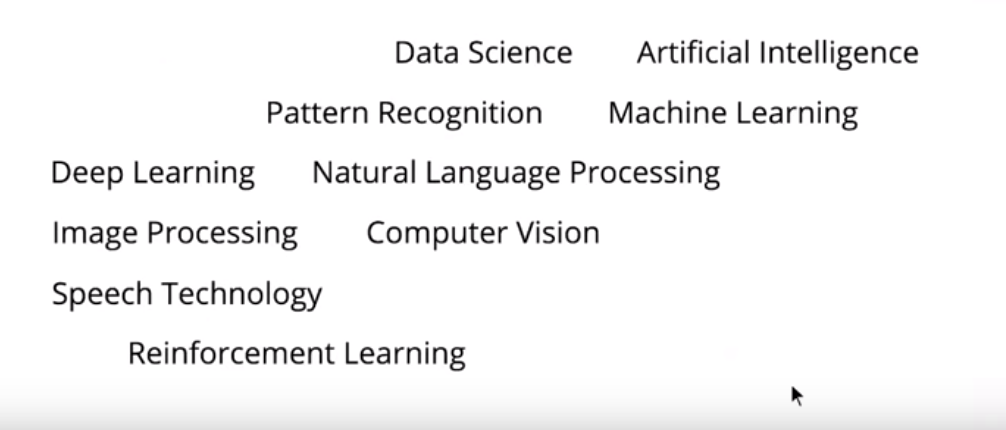 Data Science Artificial Intelligence
Pattern Recognition Machine Learning
Deep Learning Natural Language Processing
Image Processing Computer Vision
Speech Technology
Reinforcement Learning